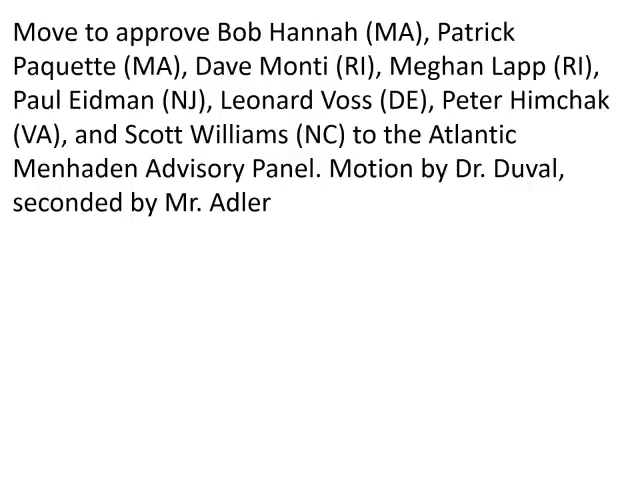 Move to approve Bob Hannah (MA), Patrick
Paquette (MA), Dave Monti (RI), Meghan Lapp (RI),
Paul Eidman (NJ), Leonard Voss (DE), Peter Himchak
(VA), and Scott Williams (NC) to the Atlantic
Menhaden Advisory Panel. Motion by Dr. Duval,
seconded by Mr. Adler